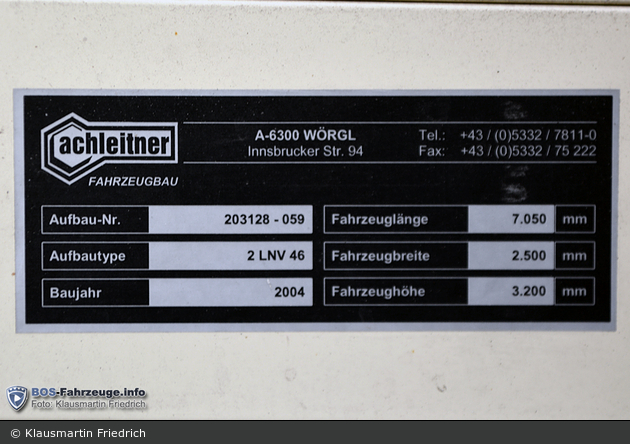 achleitner
FAHRZEUGBAU
A-6300 WÖRGL
Innsbrucker Str. 94
Tel.: +43 / (0)5332 / 7811-0
Fax: +43 / (0)5332 / 75 222
Aufbau-Nr. 203128 - 059
Aufbautype 2 LNV 46
Baujahr 2004
Fahrzeuglänge 7.050 mm
Fahrzeugbreite 2.500 mm
Fahrzeughöhe 3.200 mm
BOS-Fahrzeuge.info
Foto: Klausmartin Friedrich
© Klausmartin Friedrich